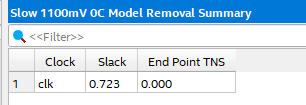 Slow 1100mV 0C Model Removal Summary
<<Filter>>
Clock Slack End Point TNS
1 clk 0.723 0.000